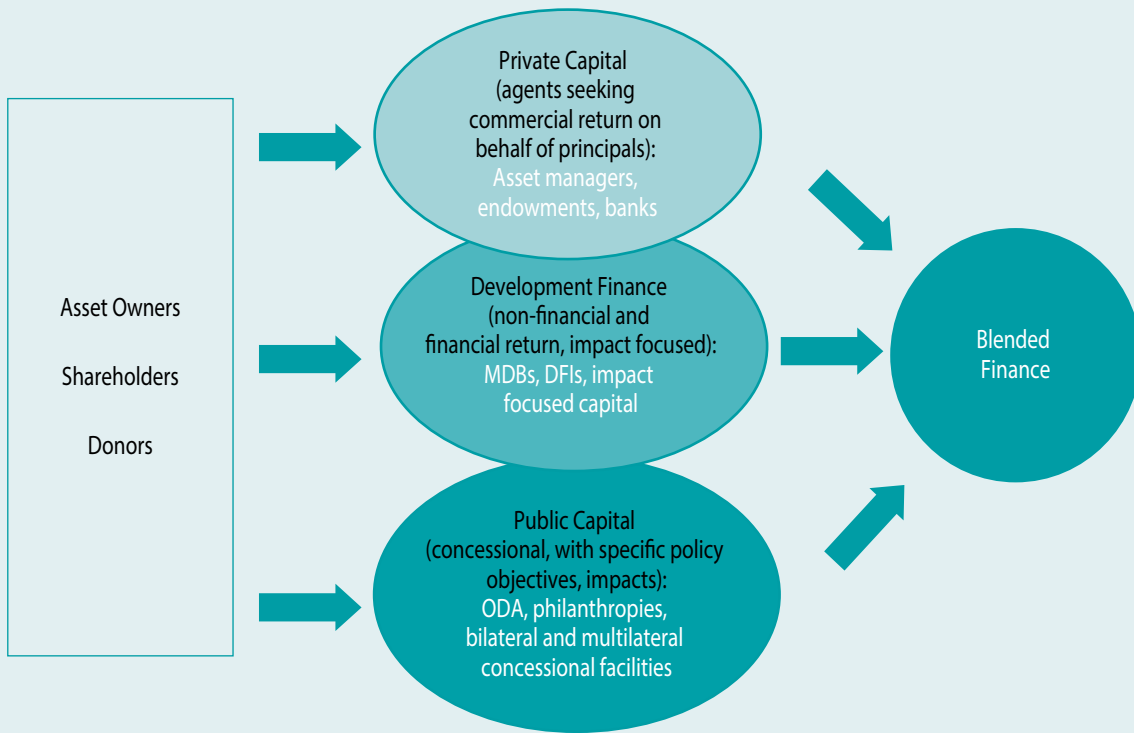 Asset Owners
Shareholders
Donors
Private Capital
(agents seeking
commercial return on
behalf of principals):
Asset managers,
endowments, banks
Development Finance
(non-financial and
financial return, impact focused):
MDBs, DFIs, impact
focused capital
Public Capital
(concessional, with specific policy
objectives, impacts):
ODA, philanthropies,
bilateral and multilateral
concessional facilities
Blended
Finance